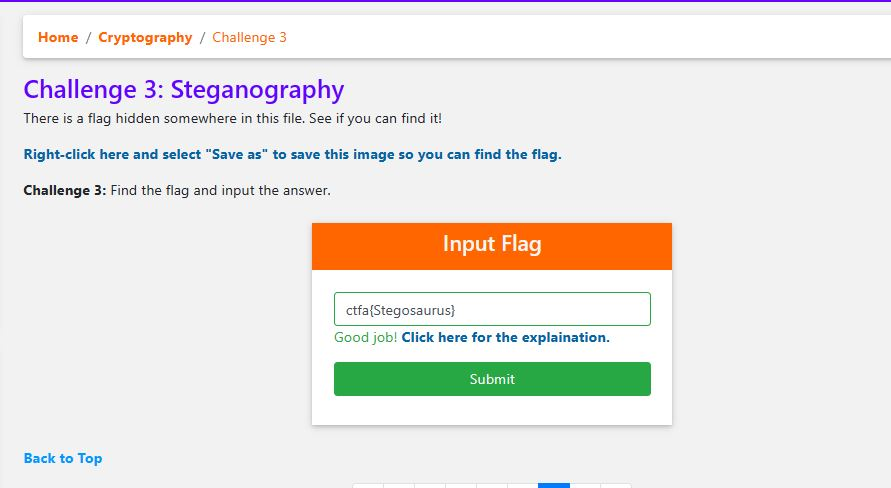 Home / Cryptography / Challenge 3
Challenge 3: Steganography
There is a flag hidden somewhere in this file. See if you can find it!
Right-click here and select "Save as" to save this image so you can find the flag.
Challenge 3: Find the flag and input the answer.
Input Flag
ctfa{Stegosaurus}
Good job! Click here for the explaination.
Submit
Back to Top